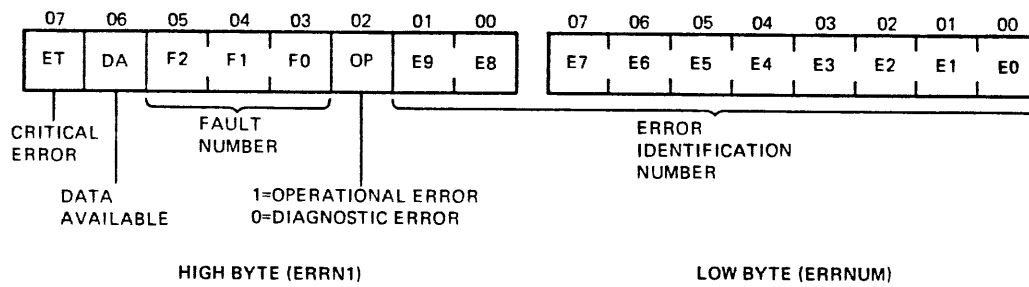 07 06 05 04 03 02 01 00 07 06 05 04 03 02 01 00
ET DA F2 F1 F0 OP E9 E8 E7 E6 E5 E4 E3 E2 E1 E0
CRITICAL
ERROR
FAULT
NUMBER
ERROR
IDENTIFICATION
NUMBER
DATA
AVAILABLE
1=OPERATIONAL ERROR
0=DIAGNOSTIC ERROR
HIGH BYTE (ERRN1) LOW BYTE (ERRNUM)